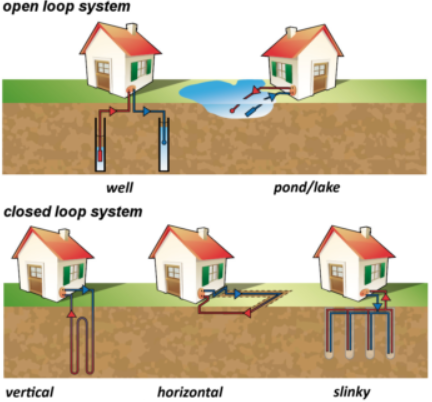 open loop system
well
pond/lake
closed loop system
vertical
horizontal
slinky